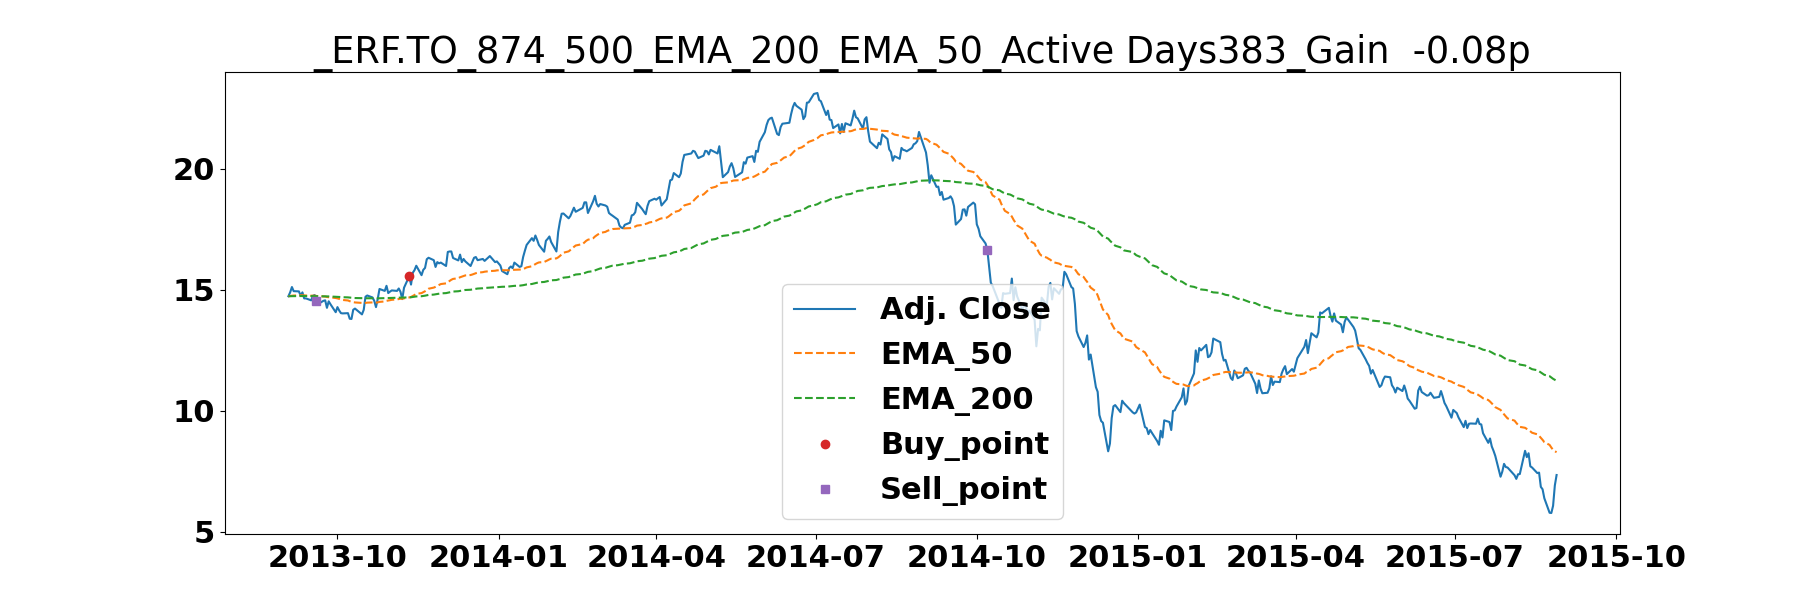 _ERF.TO_874_500_EMA_200_EMA_50_Active Days383_Gain  -0.08p
20
15
10
5
Adj. Close
EMA_50
EMA_200
Buy_point
Sell_point
2013-10 2014-01 2014-04 2014-07 2014-10 2015-01 2015-04 2015-07 2015-10